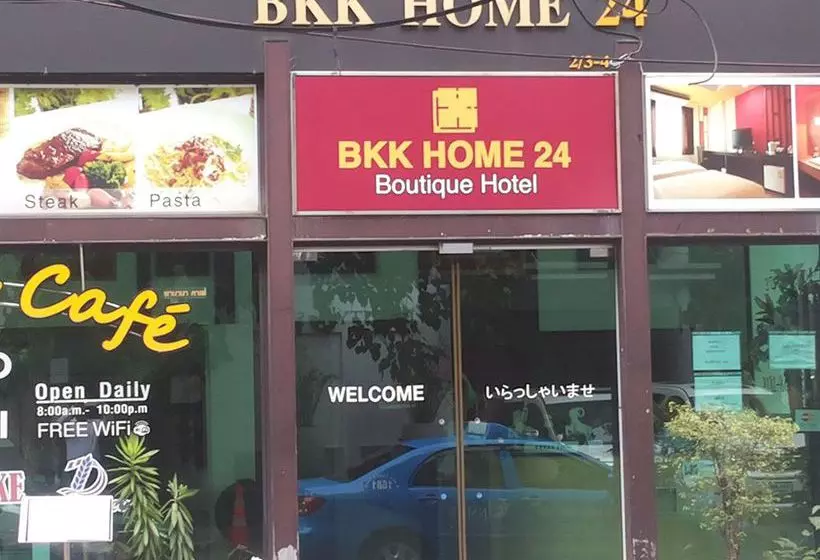 BKK HOME 24
2/3-4
BKK HOME 24
Boutique Hotel
Steak
Pasta
Café
Open Daily
8:00a.m.- 10:00p.m
FREE WiFi
WELCOME
いらっしゃいませ